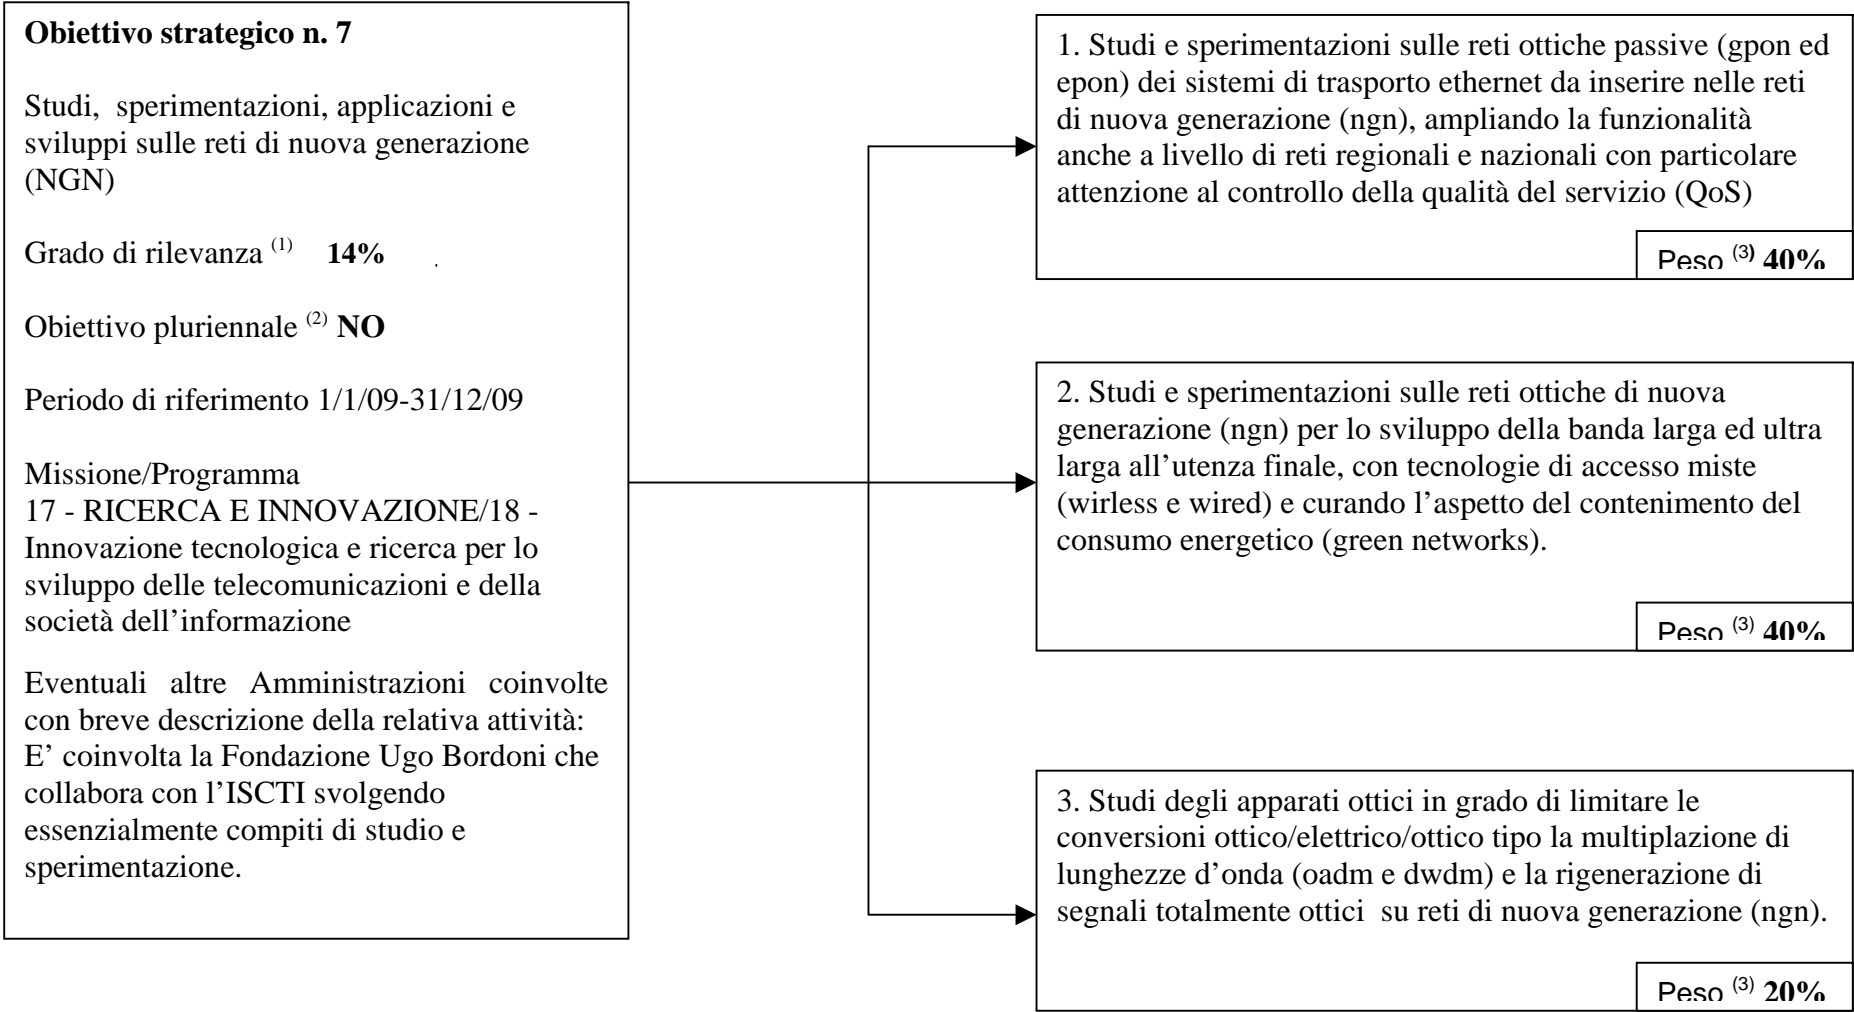 Obiettivo strategico n. 7
Studi, sperimentazioni, applicazioni e
sviluppi sulle reti di nuova generazione
(NGN)
Grado di rilevanza (1) 14%
Obiettivo pluriennale (2) NO
Periodo di riferimento 1/1/09-31/12/09
Missione/Programma
17 - RICERCA E INNOVAZIONE/18 -
Innovazione tecnologica e ricerca per lo
sviluppo delle telecomunicazioni e della
società dell’informazione
Eventuali altre Amministrazioni coinvolte
con breve descrizione della relativa attività:
E’ coinvolta la Fondazione Ugo Bordoni che
collabora con l’ISCTI svolgendo
essenzialmente compiti di studio e
sperimentazione.
1. Studi e sperimentazioni sulle reti ottiche passive (gpon ed
epon) dei sistemi di trasporto ethernet da inserire nelle reti
di nuova generazione (ngn), ampliando la funzionalità
anche a livello di reti regionali e nazionali con particolare
attenzione al controllo della qualità del servizio (QoS)
Peso (3) 40%
2. Studi e sperimentazioni sulle reti ottiche di nuova
generazione (ngn) per lo sviluppo della banda larga ed ultra
larga all’utenza finale, con tecnologie di accesso miste
(wirless e wired) e curando l’aspetto del contenimento del
consumo energetico (green networks).
Peso (3) 40%
3. Studi degli apparati ottici in grado di limitare le
conversioni ottico/elettrico/ottico tipo la multiplazione di
lunghezze d’onda (oadm e dwdm) e la rigenerazione di
segnali totalmente ottici su reti di nuova generazione (ngn).
Peso (3) 20%